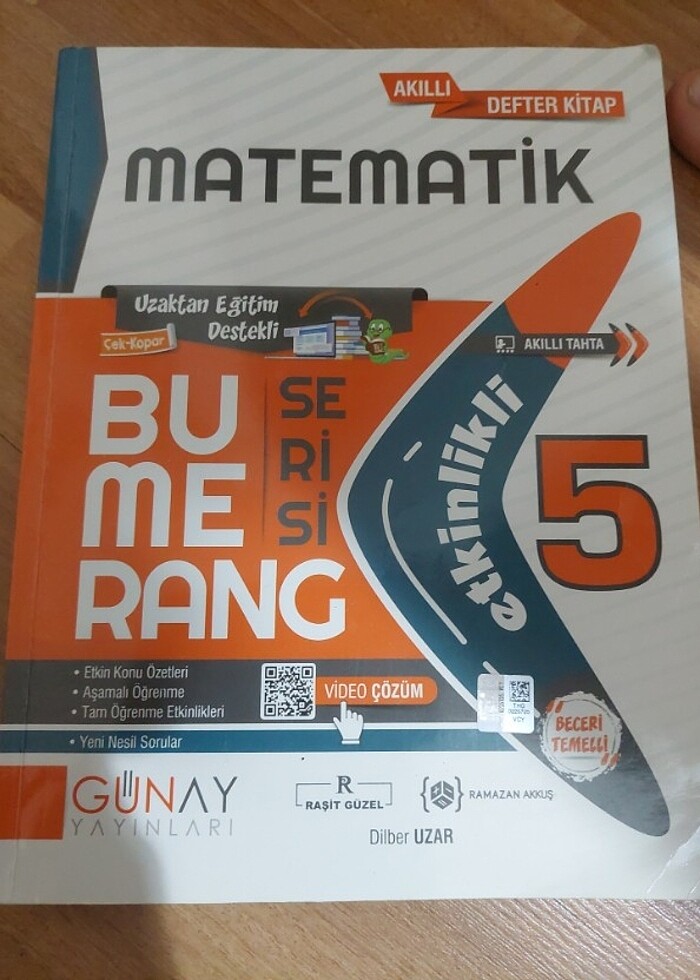 AKILLI
DEFTER KİTAP
MATEMATİK
Uzaktan Eğitim
Destekli
Çek-Kopar
AKILLI TAHTA
BU
ME
RANG
SE
Rİ
Sİ
etkinlikli
5
• Etkin Konu Özetleri
• Aşamalı Öğrenme
• Tam Öğrenme Etkinlikleri
• Yeni Nesil Sorular
VİDEO ÇÖZÜM
BECERİ
TEMELLİ
GÜNAY
YAYINLARI
R
RAŞİT GÜZEL
RAMAZAN AKKUŞ
Dilber UZAR